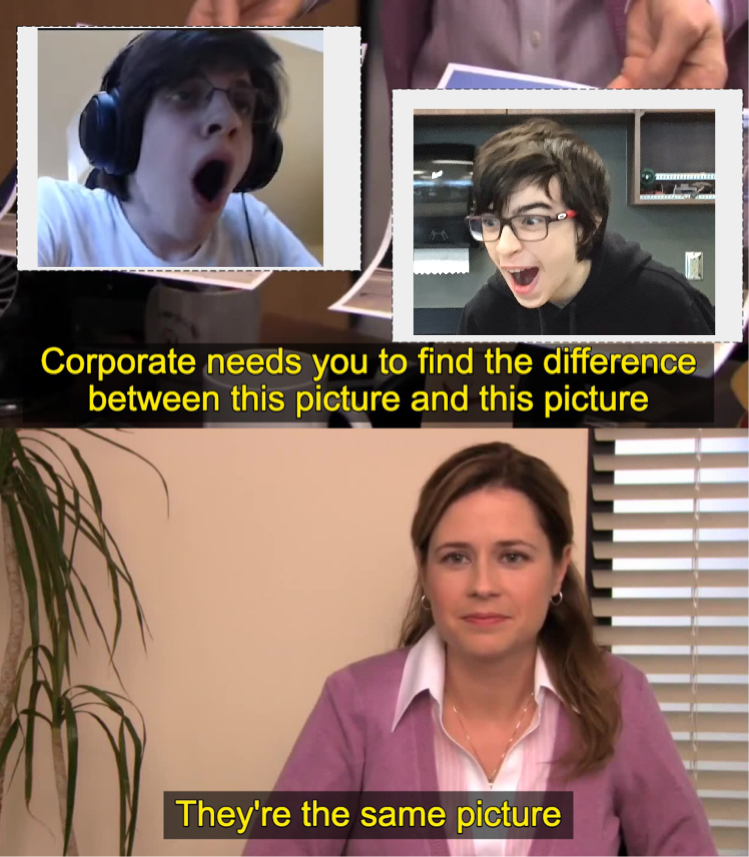 Corporate needs you to find the difference
between this picture and this picture
They're the same picture